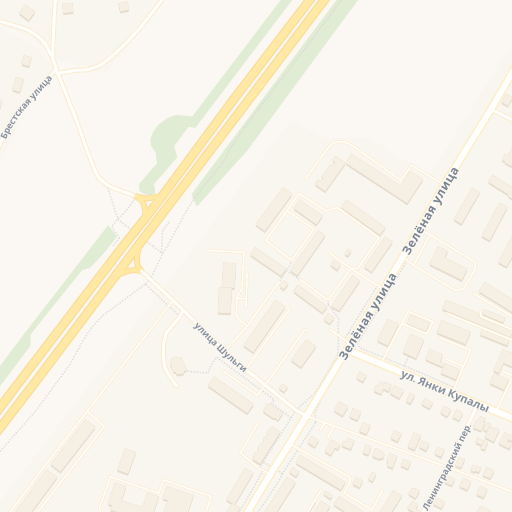 Брестская улица
Зелёная улица
Зелёная улица
улица Шульги
ул. Янки Купалы
Ленинградский пер.